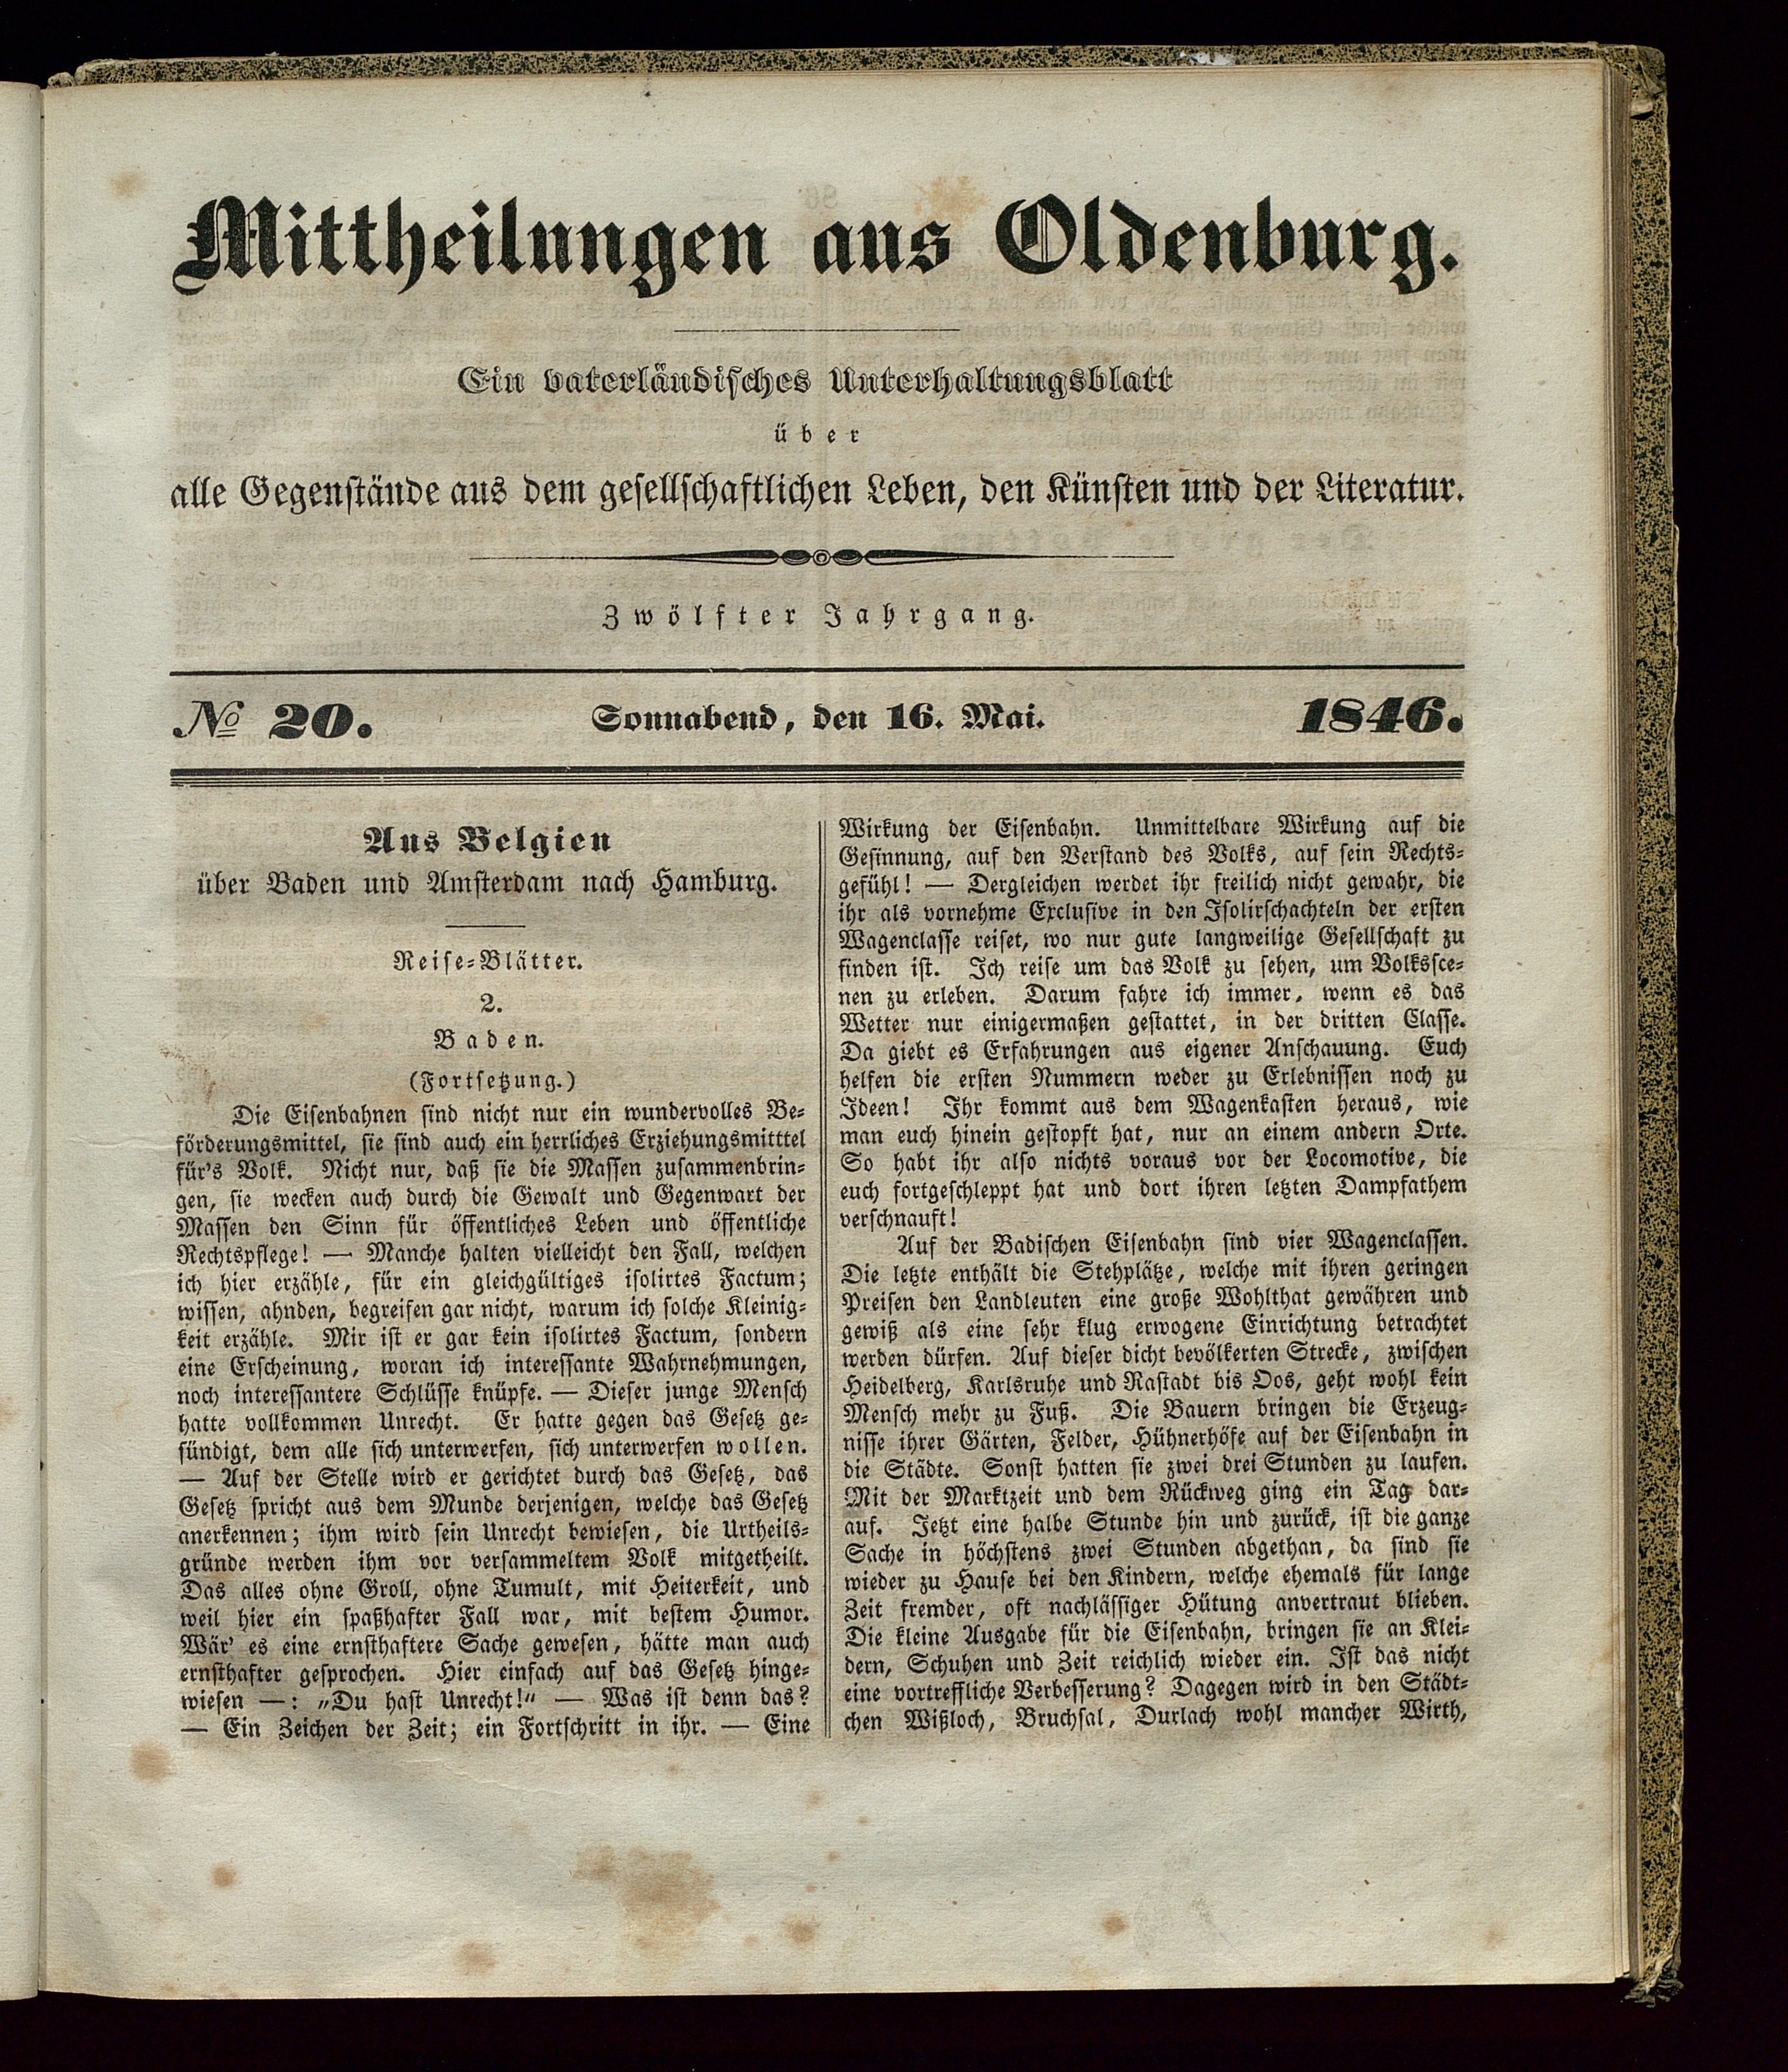 Mittheilungen aus Oldenburg.
Ein vaterländisches Unterhaltungsblatt
über
alle Gegenstände aus dem gesellschaftlichen Leben, den Künsten und der Literatur.
Zwölfter Jahrgang.
No 20. Sonnabend, den 16. Mai. 1846.
Aus Belgien
über Baden und Amsterdam nach Hamburg.
Reise-Blätter.
2.
Baden.
(Fortsetzung.)
Die Eisenbahnen sind nicht nur ein wundervolles Be-
förderungsmittel, sie sind auch ein herrliches Erziehungsmitttel
für's Volk. Nicht nur, daß sie die Massen zusammenbrin-
gen, sie wecken auch durch die Gewalt und Gegenwart der
Massen den Sinn für öffentliches Leben und öffentliche
Rechtspflege! — Manche halten vielleicht den Fall, welchen
ich hier erzähle, für ein gleichgültiges isolirtes Factum;
wissen, ahnden, begreifen gar nicht, warum ich solche Kleinig-
keit erzähle. Mir ist er gar kein isolirtes Factum, sondern
eine Erscheinung, woran ich interessante Wahrnehmungen,
noch interessantere Schlüsse knüpfe. — Dieser junge Mensch
hatte vollkommen Unrecht. Er hatte gegen das Gesetz ge-
sündigt, dem alle sich unterwerfen, sich unterwerfen wollen.
— Auf der Stelle wird er gerichtet durch das Gesetz, das
Gesetz spricht aus dem Munde derjenigen, welche das Gesetz
anerkennen; ihm wird sein Unrecht bewiesen, die Urtheils-
gründe werden ihm vor versammeltem Volk mitgetheilt.
Das alles ohne Groll, ohne Tumult, mit Heiterkeit, und
weil hier ein spaßhafter Fall war, mit bestem Humor.
Wär' es eine ernsthaftere Sache gewesen, hätte man auch
ernsthafter gesprochen. Hier einfach auf das Gesetz hinge-
wiesen —: „Du hast Unrecht!" — Was ist denn das?
— Ein Zeichen der Zeit; ein Fortschritt in ihr. — Eine
Wirkung der Eisenbahn. Unmittelbare Wirkung auf die
Gesinnung, auf den Verstand des Volks, auf sein Rechts-
gefühl! — Dergleichen werdet ihr freilich nicht gewahr, die
ihr als vornehme Exclusive in den Isolirschachteln der ersten
Wagenclasse reiset, wo nur gute langweilige Gesellschaft zu
finden ist. Ich reise um das Volk zu sehen, um VolksscE-
nen zu erleben. Darum fahre ich immer, wenn es das
Wetter nur einigermaßen gestattet, in der dritten Classe.
Da giebt es Erfahrungen aus eigener Anschauung. Euch
helfen die ersten Nummern weder zu Erlebnissen noch zu
Ideen! Ihr kommt aus dem Wagenkasten heraus, wie
man euch hinein gestopft hat, nur an einem andern Orte.
So habt ihr also nichts voraus vor der Locomotive, die
euch fortgeschleppt hat und dort ihren letzten Dampfathem
verschnauft!
Auf der Badischen Eisenbahn sind vier Wagenclassen.
Die letzte enthält die Stehplätze, welche mit ihren geringen
Preisen den Landleuten eine große Wohlthat gewähren und
gewiß als eine sehr klug erwogene Einrichtung betrachtet
werden dürfen. Auf dieser dicht bevölkerten Strecke, zwischen
Heidelberg, Karlsruhe und Rastadt bis Oos, geht wohl kein
Mensch mehr zu Fuß. Die Bauern bringen die Erzeug-
nisse ihrer Gärten, Felder, Hühnerhöfe auf der Eisenbahn in
die Städte. Sonst hatten sie zwei drei Stunden zu laufen.
Mit der Marktzeit und dem Rückweg ging ein Tag dar-
auf. Jetzt eine halbe Stunde hin und zurück, ist die ganze
Sache in höchstens zwei Stunden abgethan, da sind sie
wieder zu Hause bei den Kindern, welche ehemals für lange
Zeit fremder, oft nachlässiger Hütung anvertraut blieben.
Die kleine Ausgabe für die Eisenbahn, bringen sie an Klei-
dern, Schuhen und Zeit reichlich wieder ein. Ist das nicht
eine vortreffliche Verbesserung? Dagegen wird in den Städt-
chen Wißloch, Bruchsal, Durlach wohl mancher Wirth,